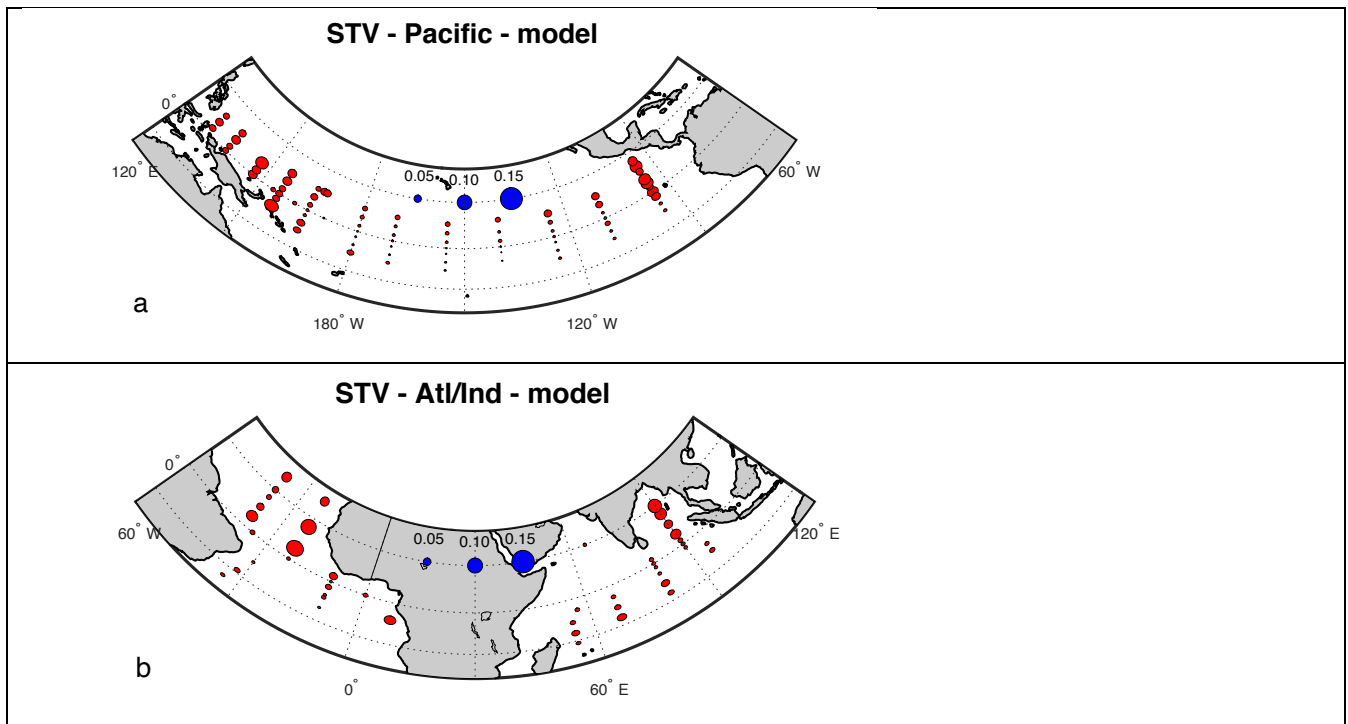 STV - Pacific - model
0°
120° E
0.05 0.10 0.15
60° W
a
180° W
120° W
STV - Atl/Ind - model
0°
60° W
0.05 0.10 0.15
120° E
b
0°
60° E